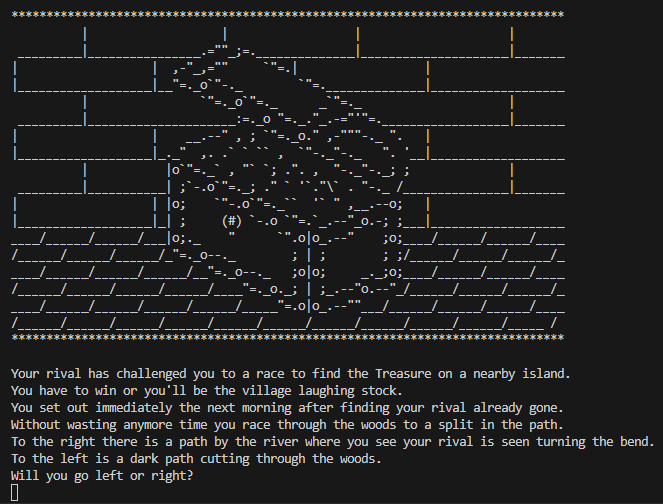 Your rival has challenged you to a race to find the Treasure on a nearby island.
You have to win or you'll be the village laughing stock.
You set out immediately the next morning after finding your rival already gone.
Without wasting anymore time you race through the woods to a split in the path.
To the right there is a path by the river where you see your rival is seen turning the bend.
To the left is a dark path cutting through the woods.
Will you go left or right?